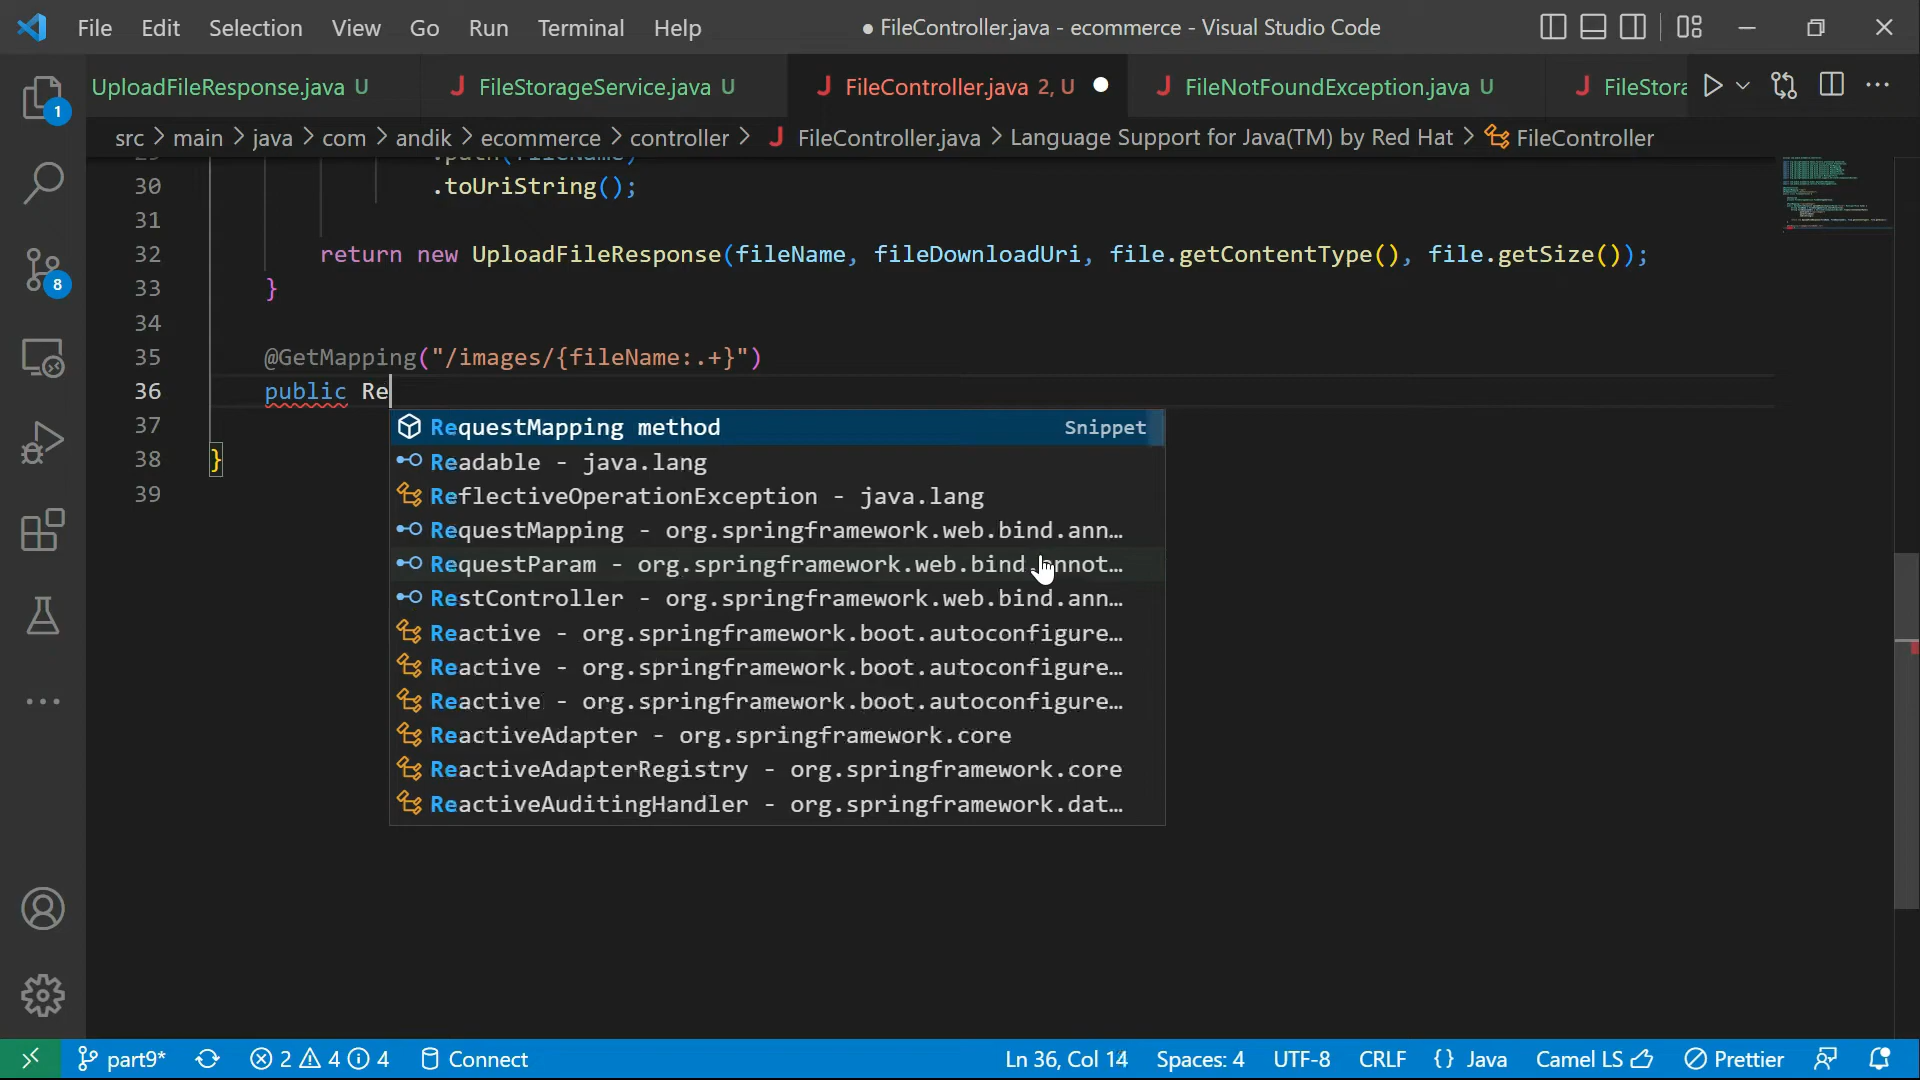 File Edit Selection View Go Run Terminal Help ● FileController.java - ecommerce - Visual Studio Code
UploadFileResponse.java U FileStorageService.java U FileController.java 2, U FileNotFoundException.java U FileStora
src > main > java > com > andik > ecommerce > controller > FileController.java > Language Support for Java(TM) by Red Hat > FileController
29 .path(fileName)
30 .toUriString();
31
32 return new UploadFileResponse(fileName, fileDownloadUri, file.getContentType(), file.getSize());
33 }
34
35 @GetMapping("/images/{fileName:.+}")
36 public Re
37 RequestMapping method Snippet
38 }
Readable - java.lang
39
ReflectiveOperationException - java.lang
RequestMapping - org.springframework.web.bind.ann…
RequestParam - org.springframework.web.bind.annot…
RestController - org.springframework.web.bind.ann…
Reactive - org.springframework.boot.autoconfigure…
Reactive - org.springframework.boot.autoconfigure…
Reactive - org.springframework.boot.autoconfigure…
ReactiveAdapter - org.springframework.core
ReactiveAdapterRegistry - org.springframework.core
ReactiveAuditingHandler - org.springframework.dat…
1
8
part9* 2 4 4 Connect Ln 36, Col 14 Spaces: 4 UTF-8 CRLF {} Java Camel LS Prettier